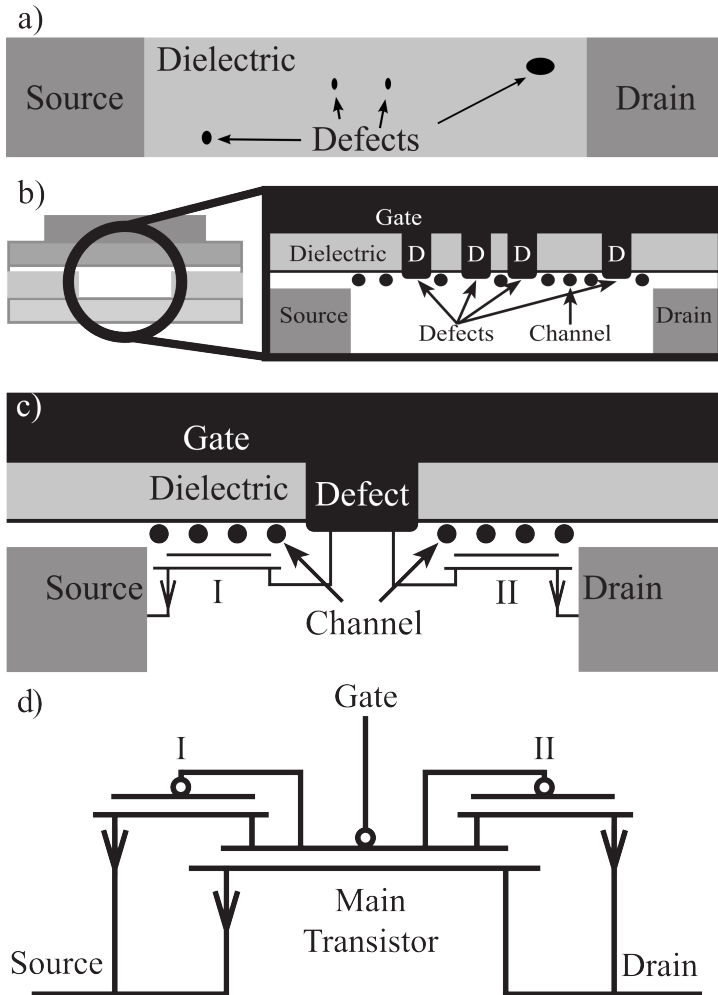 a)
Dielectric
Source
Drain
Defects
b)
Gate
Dielectric
D
D
D
D
Source
Defects
Channel
Drain
c)
Gate
Dielectric
Defect
Source
I
II
Drain
Channel
d)
Gate
I
II
Main
Transistor
Source
Drain